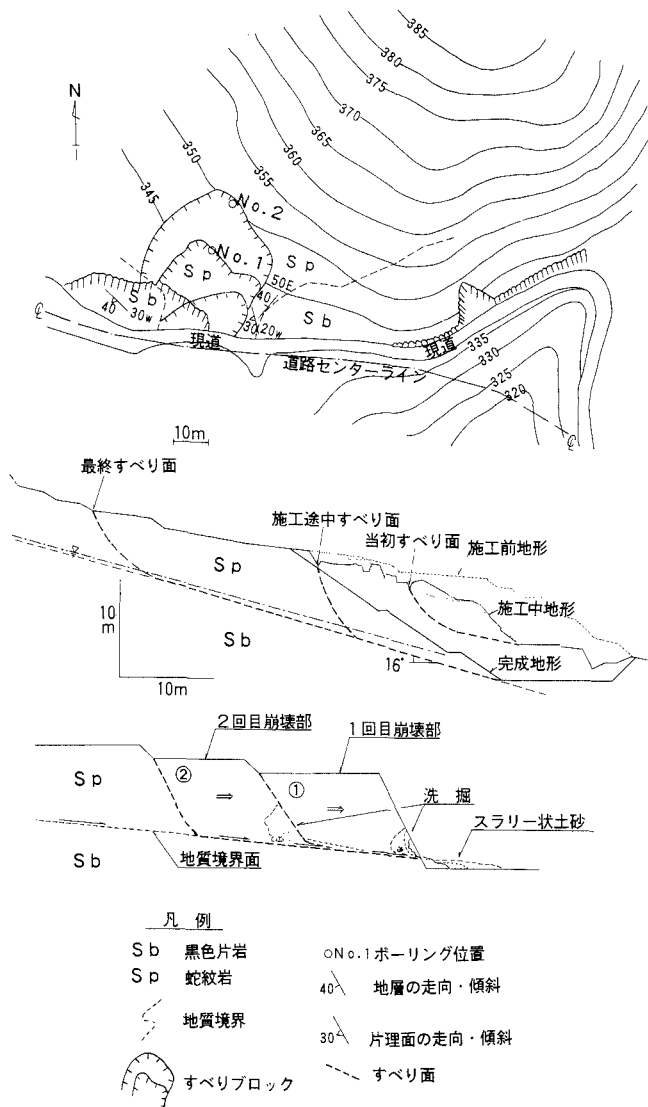 385
380
375
370
365
360
355
350
345
N
No.2
No.1
Sp
Sp
50E
40
Sb
Sb
40
30w
30
20w
現道
現道
道路センターライン
335
330
325
320
10m
最終すべり面
施工途中すべり面
当初すべり面
施工前地形
施工中地形
完成地形
Sp
Sb
10m
10m
16°
2回目崩壊部
1回目崩壊部
Sp
②
①
⇒
⇒
洗掘
スラリー状土砂
地質境界面
Sb
凡例
Sb 黒色片岩
○No.1ボーリング位置
Sp 蛇紋岩
40 地層の走向・傾斜
地質境界
30 片理面の走向・傾斜
すべりブロック
すべり面